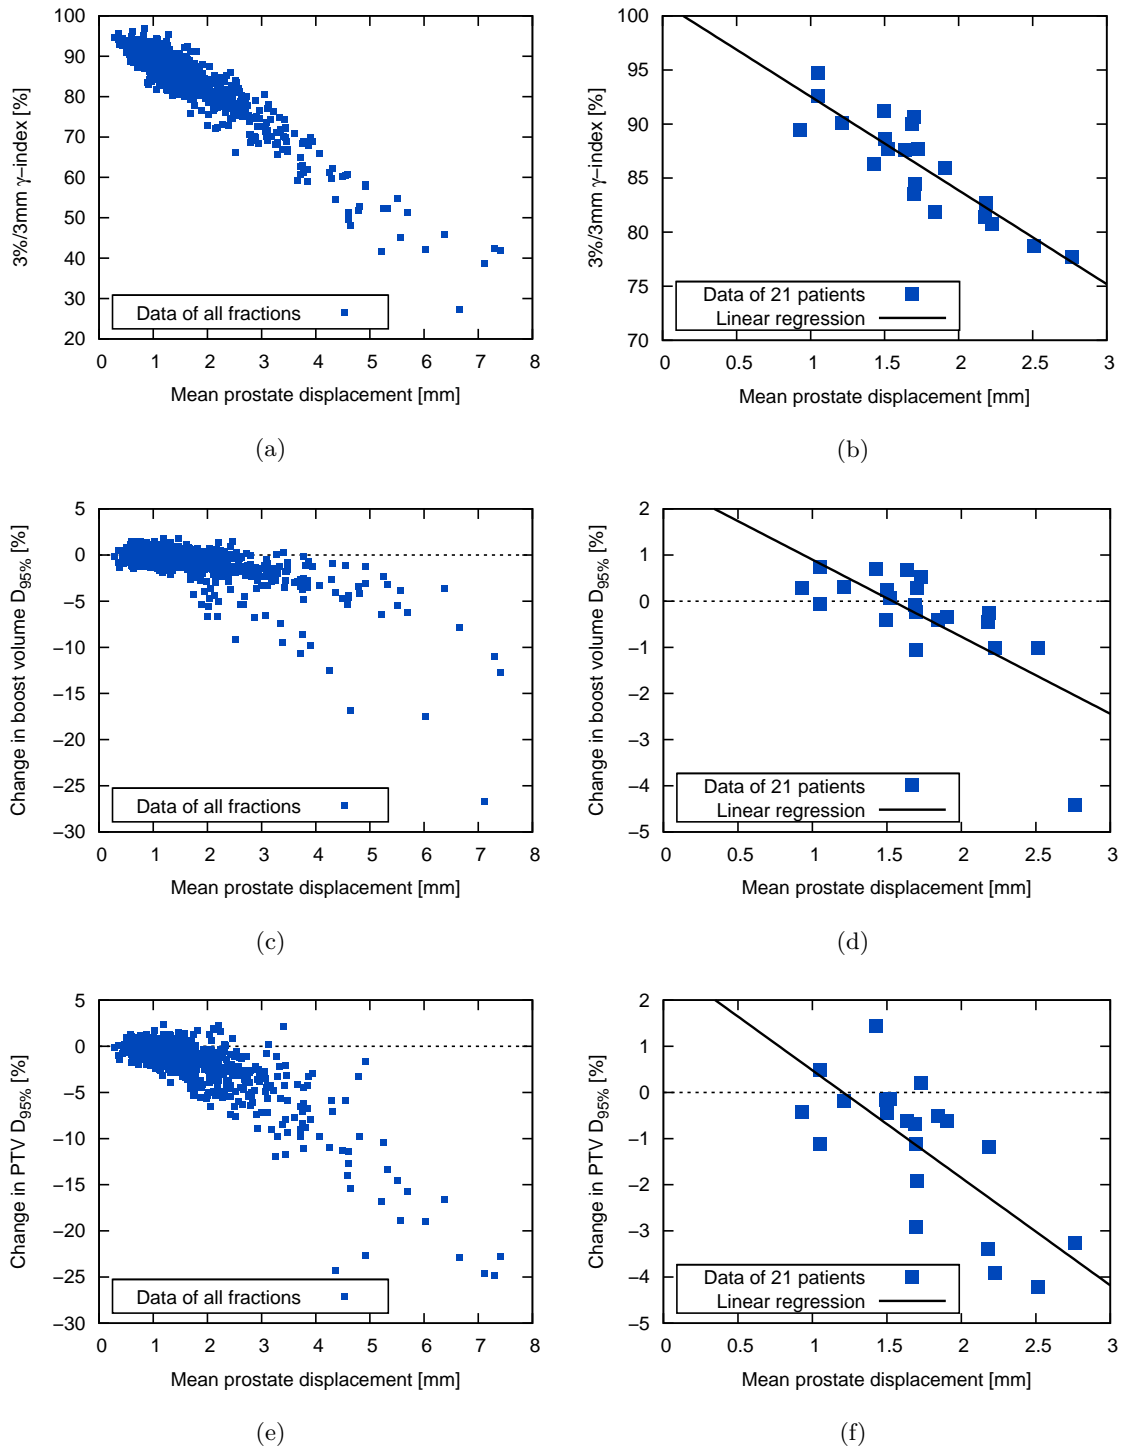 100
90
80
70
60
50
40
30
20
0 1 2 3 4 5 6 7 8
3%/3mm γ–index [%]
Mean prostate displacement [mm]
Data of all fractions
(a)
100
95
90
85
80
75
70
0 0.5 1 1.5 2 2.5 3
3%/3mm γ–index [%]
Mean prostate displacement [mm]
Data of 21 patients
Linear regression
(b)
5
0
−5
−10
−15
−20
−25
−30
0 1 2 3 4 5 6 7 8
Change in boost volume D95% [%]
Mean prostate displacement [mm]
Data of all fractions
(c)
2
1
0
−1
−2
−3
−4
−5
0 0.5 1 1.5 2 2.5 3
Change in boost volume D95% [%]
Mean prostate displacement [mm]
Data of 21 patients
Linear regression
(d)
5
0
−5
−10
−15
−20
−25
−30
0 1 2 3 4 5 6 7 8
Change in PTV D95% [%]
Mean prostate displacement [mm]
Data of all fractions
(e)
2
1
0
−1
−2
−3
−4
−5
0 0.5 1 1.5 2 2.5 3
Change in PTV D95% [%]
Mean prostate displacement [mm]
Data of 21 patients
Linear regression
(f)